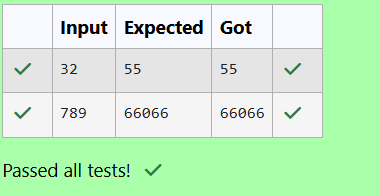 Input Expected Got
32 55 55
789 66066 66066
Passed all tests!